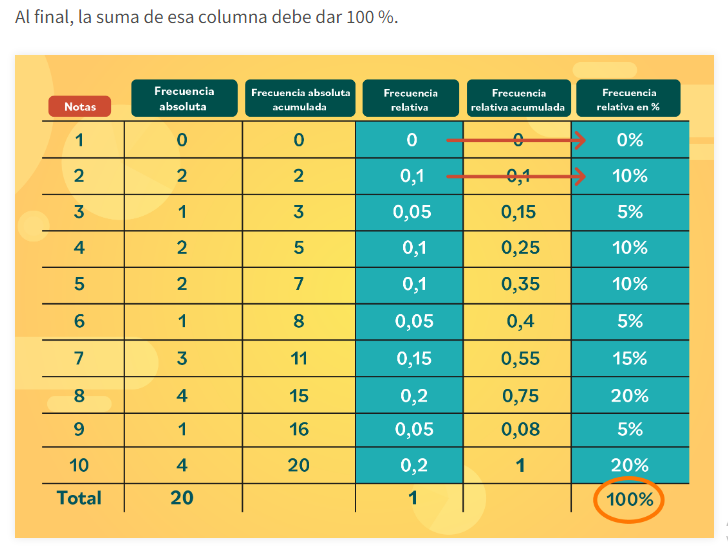 Al final, la suma de esa columna debe dar 100 %.
Notas Frecuencia absoluta Frecuencia absoluta acumulada Frecuencia relativa Frecuencia relativa acumulada Frecuencia relativa en %
1 0 0 0 0 0%
2 2 2 0,1 0,1 10%
3 1 3 0,05 0,15 5%
4 2 5 0,1 0,25 10%
5 2 7 0,1 0,35 10%
6 1 8 0,05 0,4 5%
7 3 11 0,15 0,55 15%
8 4 15 0,2 0,75 20%
9 1 16 0,05 0,08 5%
10 4 20 0,2 1 20%
Total 20 1 100%